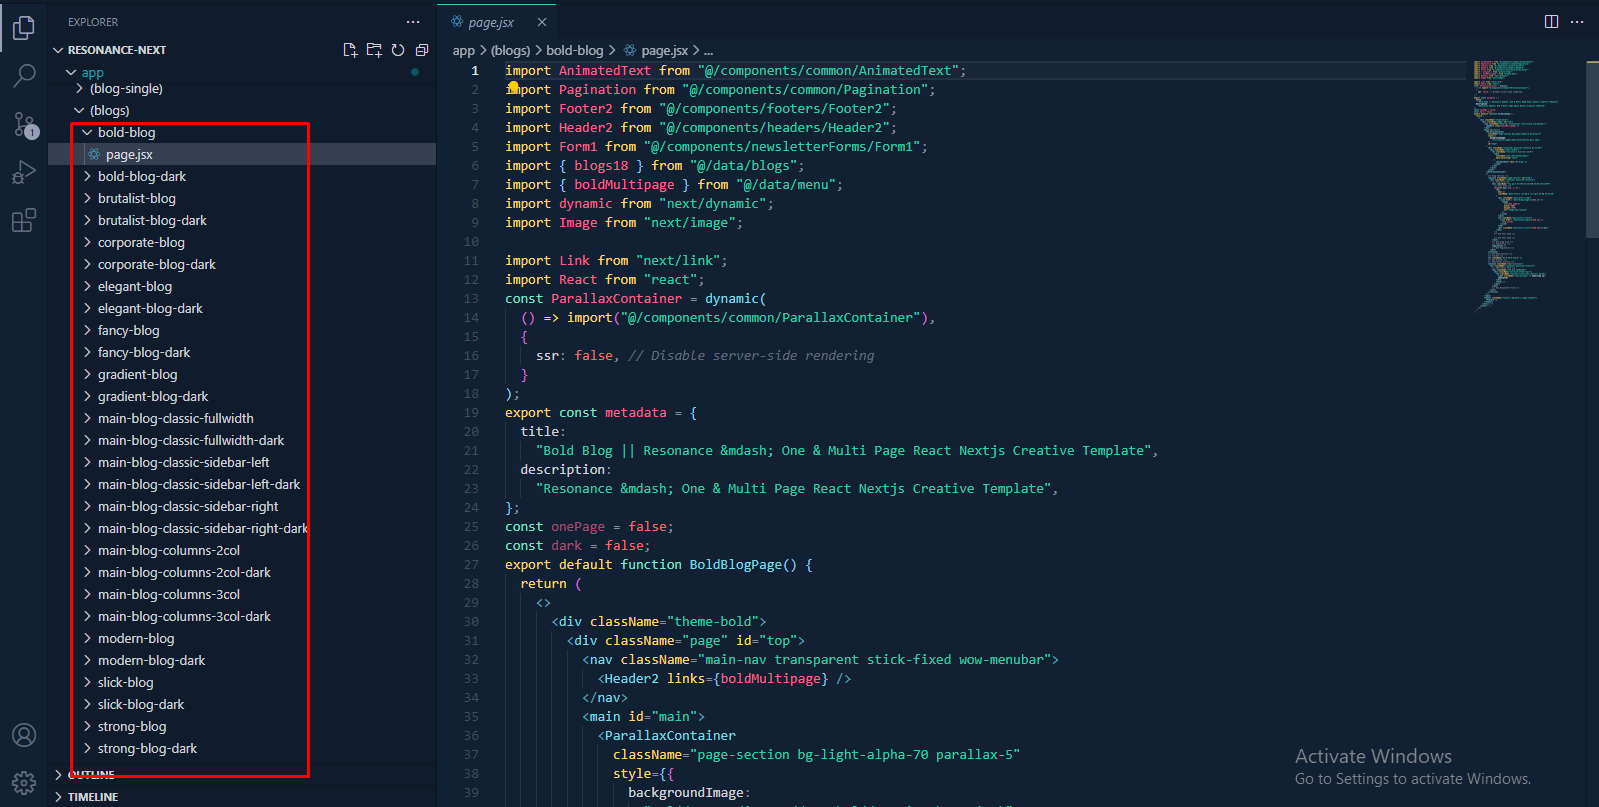 EXPLORER
RESONANCE-NEXT
app
(blog-single)
(blogs)
bold-blog
page.jsx
bold-blog-dark
brutalist-blog
brutalist-blog-dark
corporate-blog
corporate-blog-dark
elegant-blog
elegant-blog-dark
fancy-blog
fancy-blog-dark
gradient-blog
gradient-blog-dark
main-blog-classic-fullwidth
main-blog-classic-fullwidth-dark
main-blog-classic-sidebar-left
main-blog-classic-sidebar-left-dark
main-blog-classic-sidebar-right
main-blog-classic-sidebar-right-dark
main-blog-columns-2col
main-blog-columns-2col-dark
main-blog-columns-3col
main-blog-columns-3col-dark
modern-blog
modern-blog-dark
slick-blog
slick-blog-dark
strong-blog
strong-blog-dark
OUTLINE
TIMELINE
1
page.jsx
app > (blogs) > bold-blog > page.jsx > ...
1 import AnimatedText from "@/components/common/AnimatedText";
2 import Pagination from "@/components/common/Pagination";
3 import Footer2 from "@/components/footers/Footer2";
4 import Header2 from "@/components/headers/Header2";
5 import Form1 from "@/components/newsletterForms/Form1";
6 import { blogs18 } from "@/data/blogs";
7 import { boldMultipage } from "@/data/menu";
8 import dynamic from "next/dynamic";
9 import Image from "next/image";
10
11 import Link from "next/link";
12 import React from "react";
13 const ParallaxContainer = dynamic(
14 () => import("@/components/common/ParallaxContainer"),
15 {
16 ssr: false, // Disable server-side rendering
17 }
18 );
19 export const metadata = {
20 title:
21 "Bold Blog || Resonance &mdash; One & Multi Page React Nextjs Creative Template",
22 description:
23 "Resonance &mdash; One & Multi Page React Nextjs Creative Template",
24 };
25 const onePage = false;
26 const dark = false;
27 export default function BoldBlogPage() {
28 return (
29 <>
30 <div className="theme-bold">
31 <div className="page" id="top">
32 <nav className="main-nav transparent stick-fixed wow-menubar">
33 <Header2 links={boldMultipage} />
34 </nav>
35 <main id="main">
36 <ParallaxContainer
37 className="page-section bg-light-alpha-70 parallax-5"
38 style={{
39 backgroundImage:
Activate Windows
Go to Settings to activate Windows.